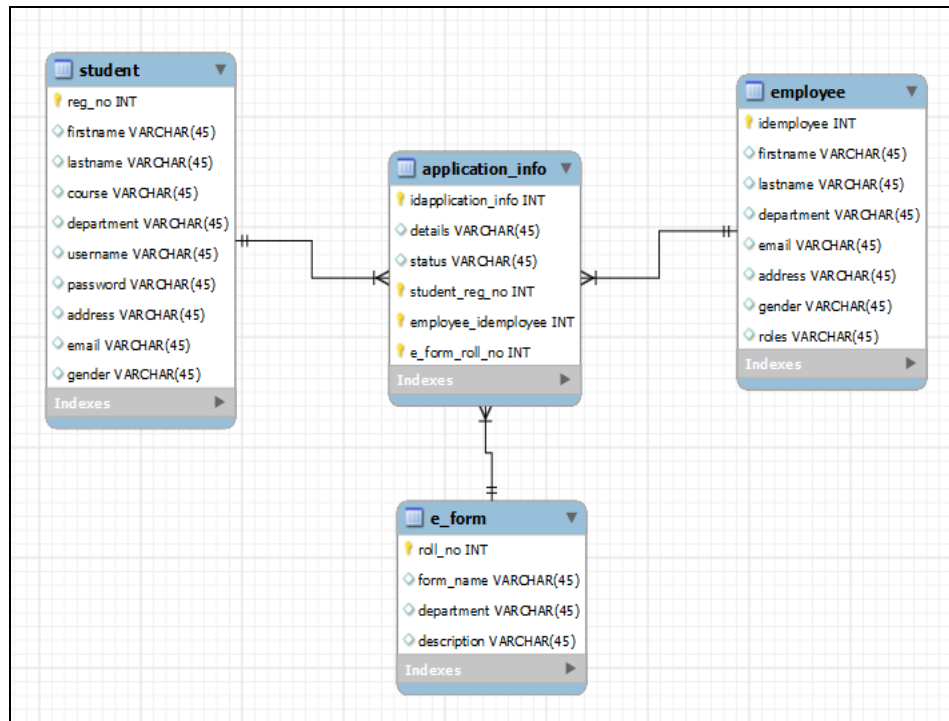 student
reg_no INT
firstname VARCHAR(45)
lastname VARCHAR(45)
course VARCHAR(45)
department VARCHAR(45)
username VARCHAR(45)
password VARCHAR(45)
address VARCHAR(45)
email VARCHAR(45)
gender VARCHAR(45)
Indexes
application_info
idapplication_info INT
details VARCHAR(45)
status VARCHAR(45)
student_reg_no INT
employee_idemployee INT
e_form_roll_no INT
Indexes
employee
idemployee INT
firstname VARCHAR(45)
lastname VARCHAR(45)
department VARCHAR(45)
email VARCHAR(45)
address VARCHAR(45)
gender VARCHAR(45)
roles VARCHAR(45)
Indexes
e_form
roll_no INT
form_name VARCHAR(45)
department VARCHAR(45)
description VARCHAR(45)
Indexes